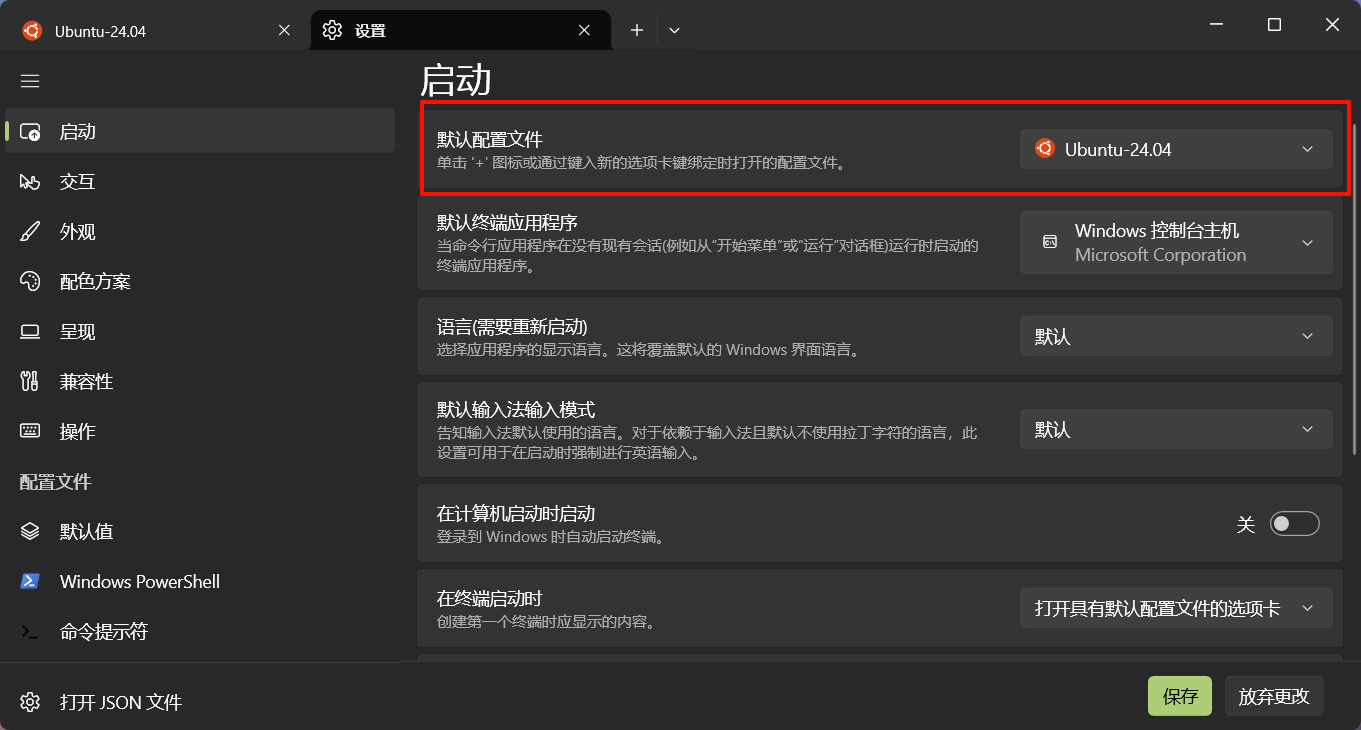 Ubuntu-24.04
设置
启动
启动
交互
外观
配色方案
呈现
兼容性
操作
配置文件
默认值
Windows PowerShell
命令提示符
打开 JSON 文件
默认配置文件
单击 '+' 图标或通过键入新的选项卡键绑定时打开的配置文件。
Ubuntu-24.04
默认终端应用程序
当命令行应用程序在没有现有会话(例如从“开始菜单”或“运行”对话框)运行时启动的
终端应用程序。
Windows 控制台主机
Microsoft Corporation
语言(需要重新启动)
选择应用程序的显示语言。这将覆盖默认的 Windows 界面语言。
默认
默认输入法输入模式
告知输入法默认使用的语言。对于依赖于输入法且默认不使用拉丁字符的语言，此
设置可用于在启动时强制进行英语输入。
默认
在计算机启动时启动
登录到 Windows 时自动启动终端。
关
在终端启动时
创建第一个终端时应显示的内容。
打开具有默认配置文件的选项卡
保存
放弃更改